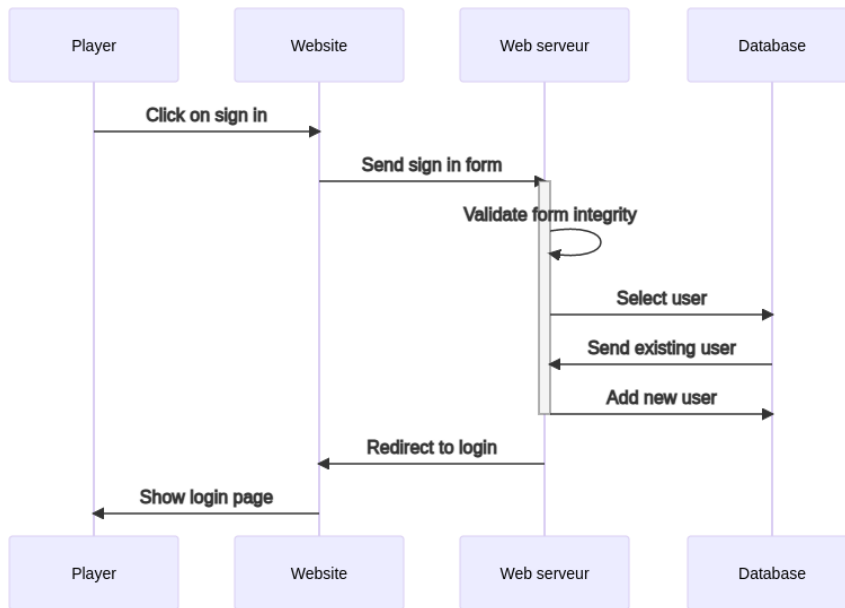 Player
Website
Web serveur
Database
Click on sign in
Send sign in form
Validate form integrity
Select user
Send existing user
Add new user
Redirect to login
Show login page
Player
Website
Web serveur
Database